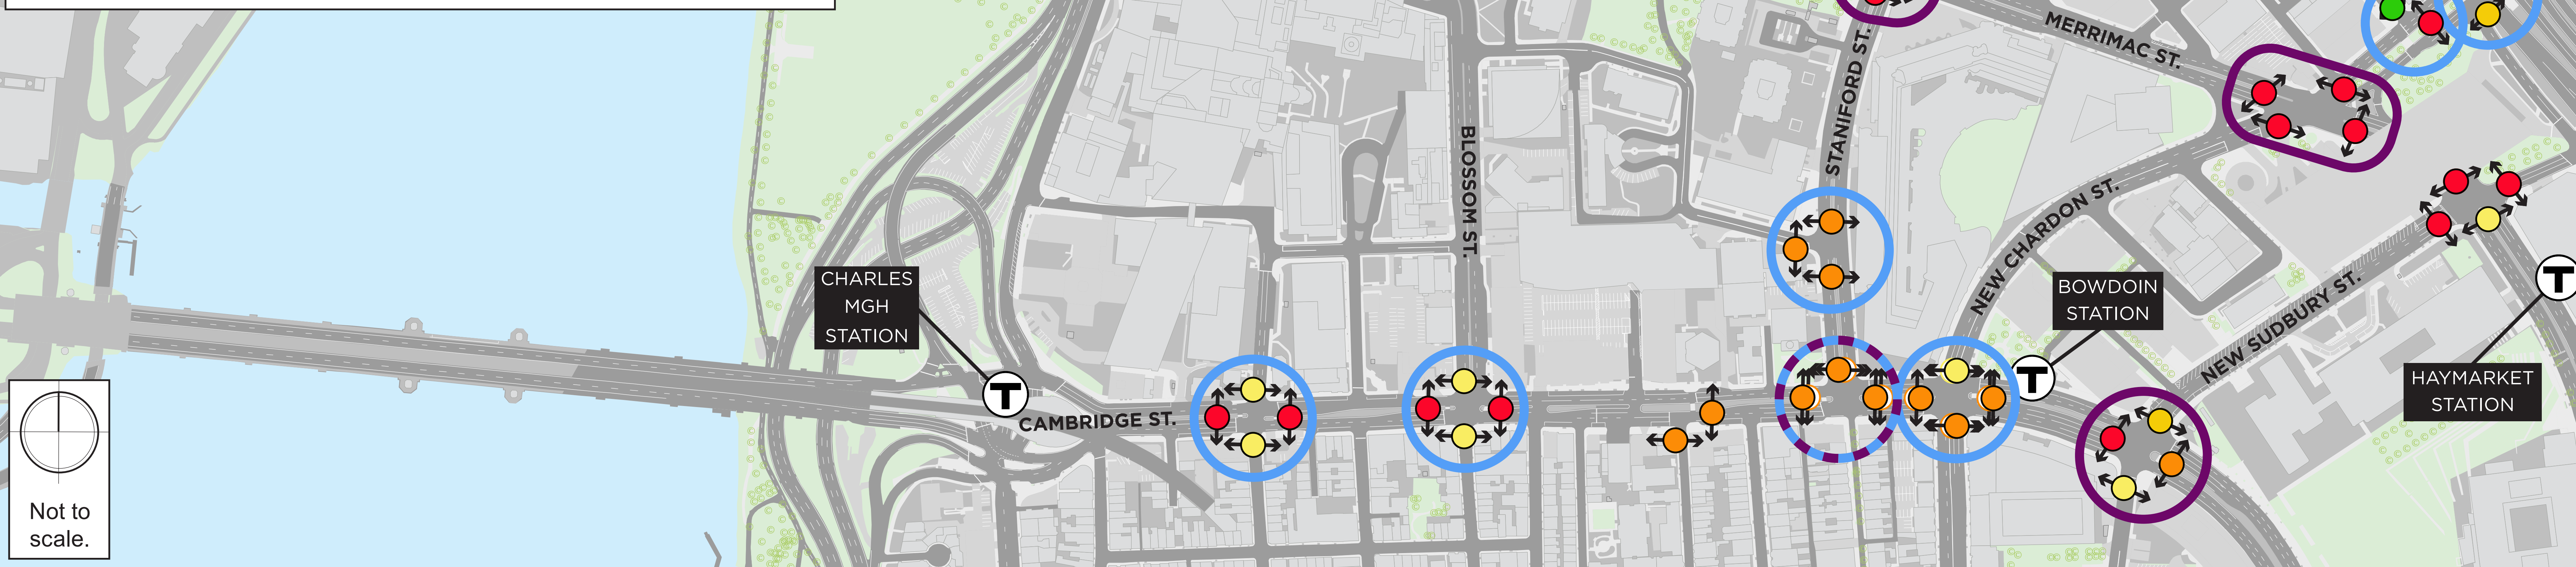 MERRIMAC ST.
STANIFORD ST.
BLOSSOM ST.
NEW CHARDON ST.
CHARLES
MGH
STATION
T
CAMBRIDGE ST.
BOWDOIN
STATION
T
NEW SUDBURY ST.
T
HAYMARKET
STATION
Not to
scale.